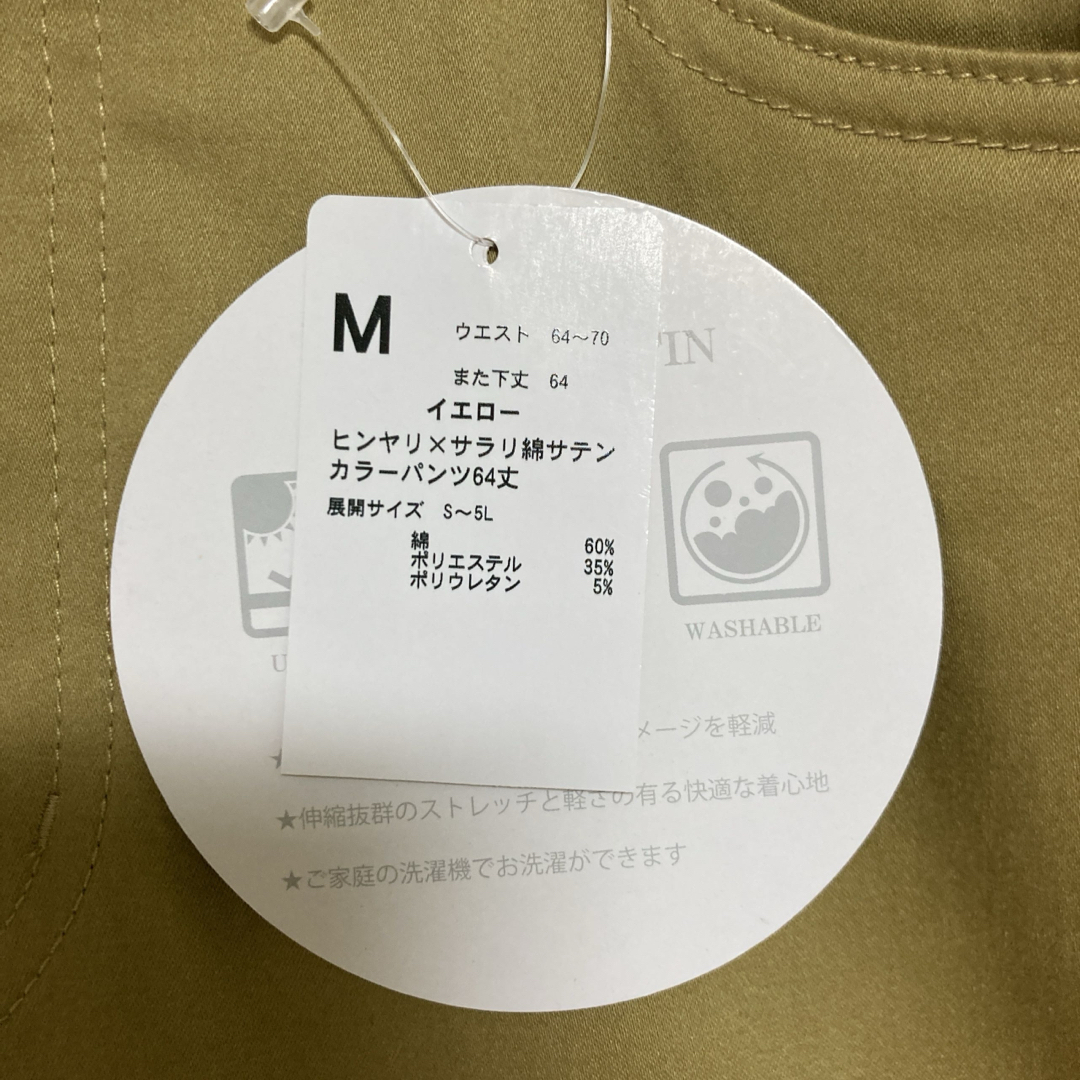 M
ウエスト 64〜70
また下丈 64
イエロー
ヒンヤリ×サラリ綿サテン
カラーパンツ64丈
展開サイズ S〜5L
綿 60%
ポリエステル 35%
ポリウレタン 5%
WASHABLE
メージを軽減
★伸縮抜群のストレッチと軽さの有る快適な着心地
★ご家庭の洗濯機でお洗濯ができます